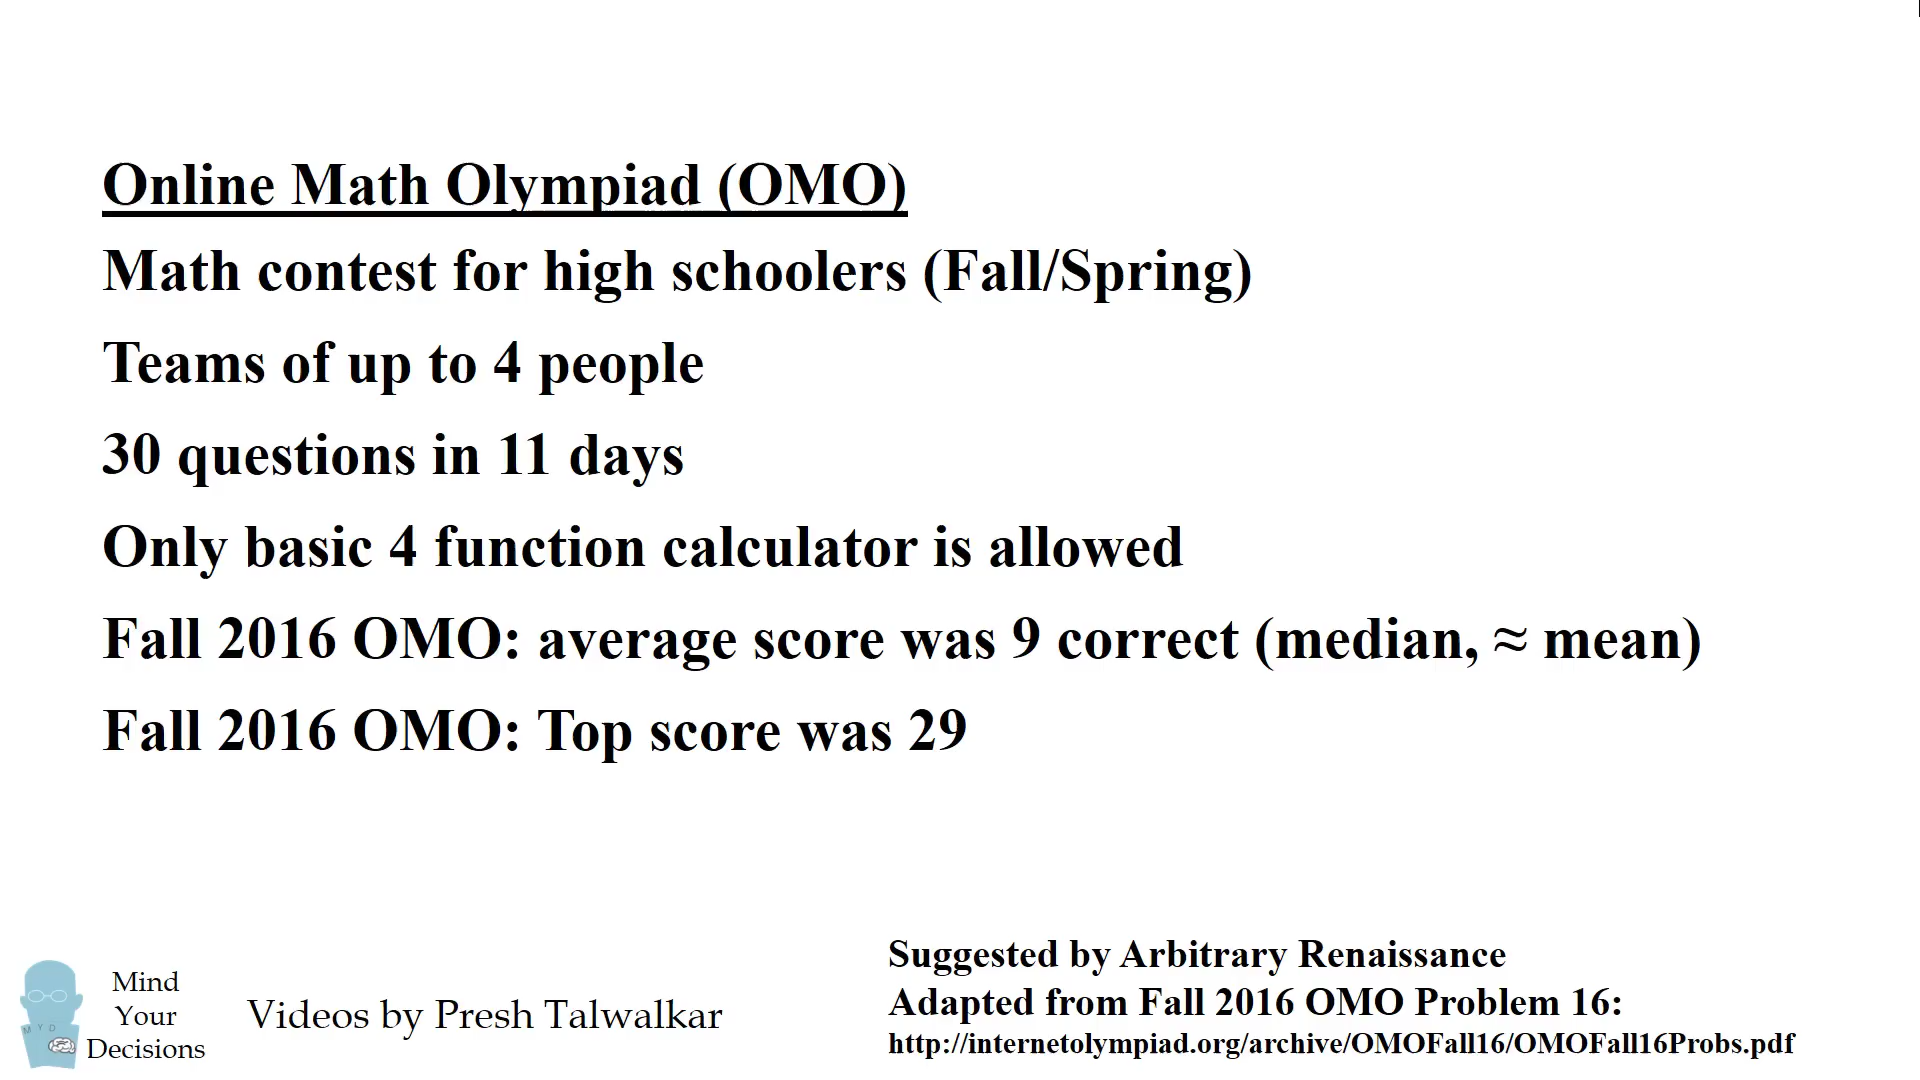 Online Math Olympiad (OMO)
Math contest for high schoolers (Fall/Spring)
Teams of up to 4 people
30 questions in 11 days
Only basic 4 function calculator is allowed
Fall 2016 OMO: average score was 9 correct (median, ≈ mean)
Fall 2016 OMO: Top score was 29
Suggested by Arbitrary Renaissance
Adapted from Fall 2016 OMO Problem 16:
http://internetolympiad.org/archive/OMOFall16/OMOFall16Probs.pdf
M Y D
Mind
Your
Decisions
Videos by Presh Talwalkar